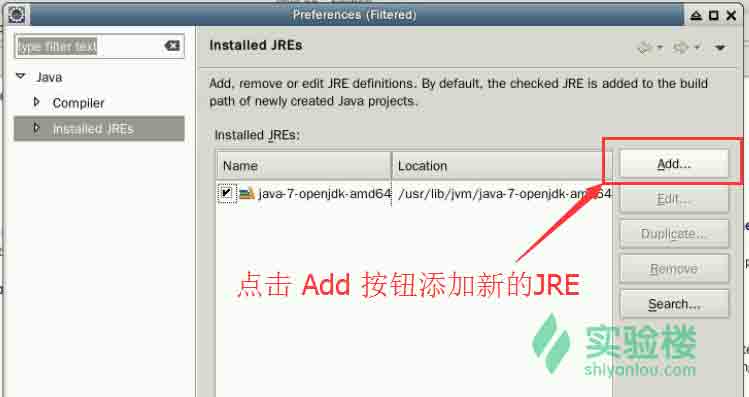 Preferences (Filtered)
type filter text
Java
Compiler
Installed JREs
Installed JREs
Add, remove or edit JRE definitions. By default, the checked JRE is added to the build
path of newly created Java projects.
Installed JREs:
Name
Location
java-7-openjdk-amd64
/usr/lib/jvm/java-7-openjdk-amd64
Add...
Edit...
Duplicate...
Remove
Search...
点击 Add 按钮添加新的JRE
实验楼
shiyanlou.com